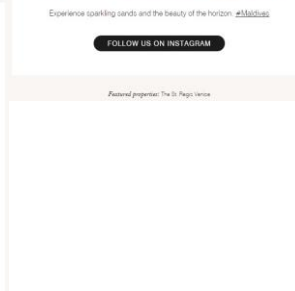 Experience sparkling sands and the beauty of the horizon. #Maldives
FOLLOW US ON INSTAGRAM
Featured properties: The St. Regis Venice